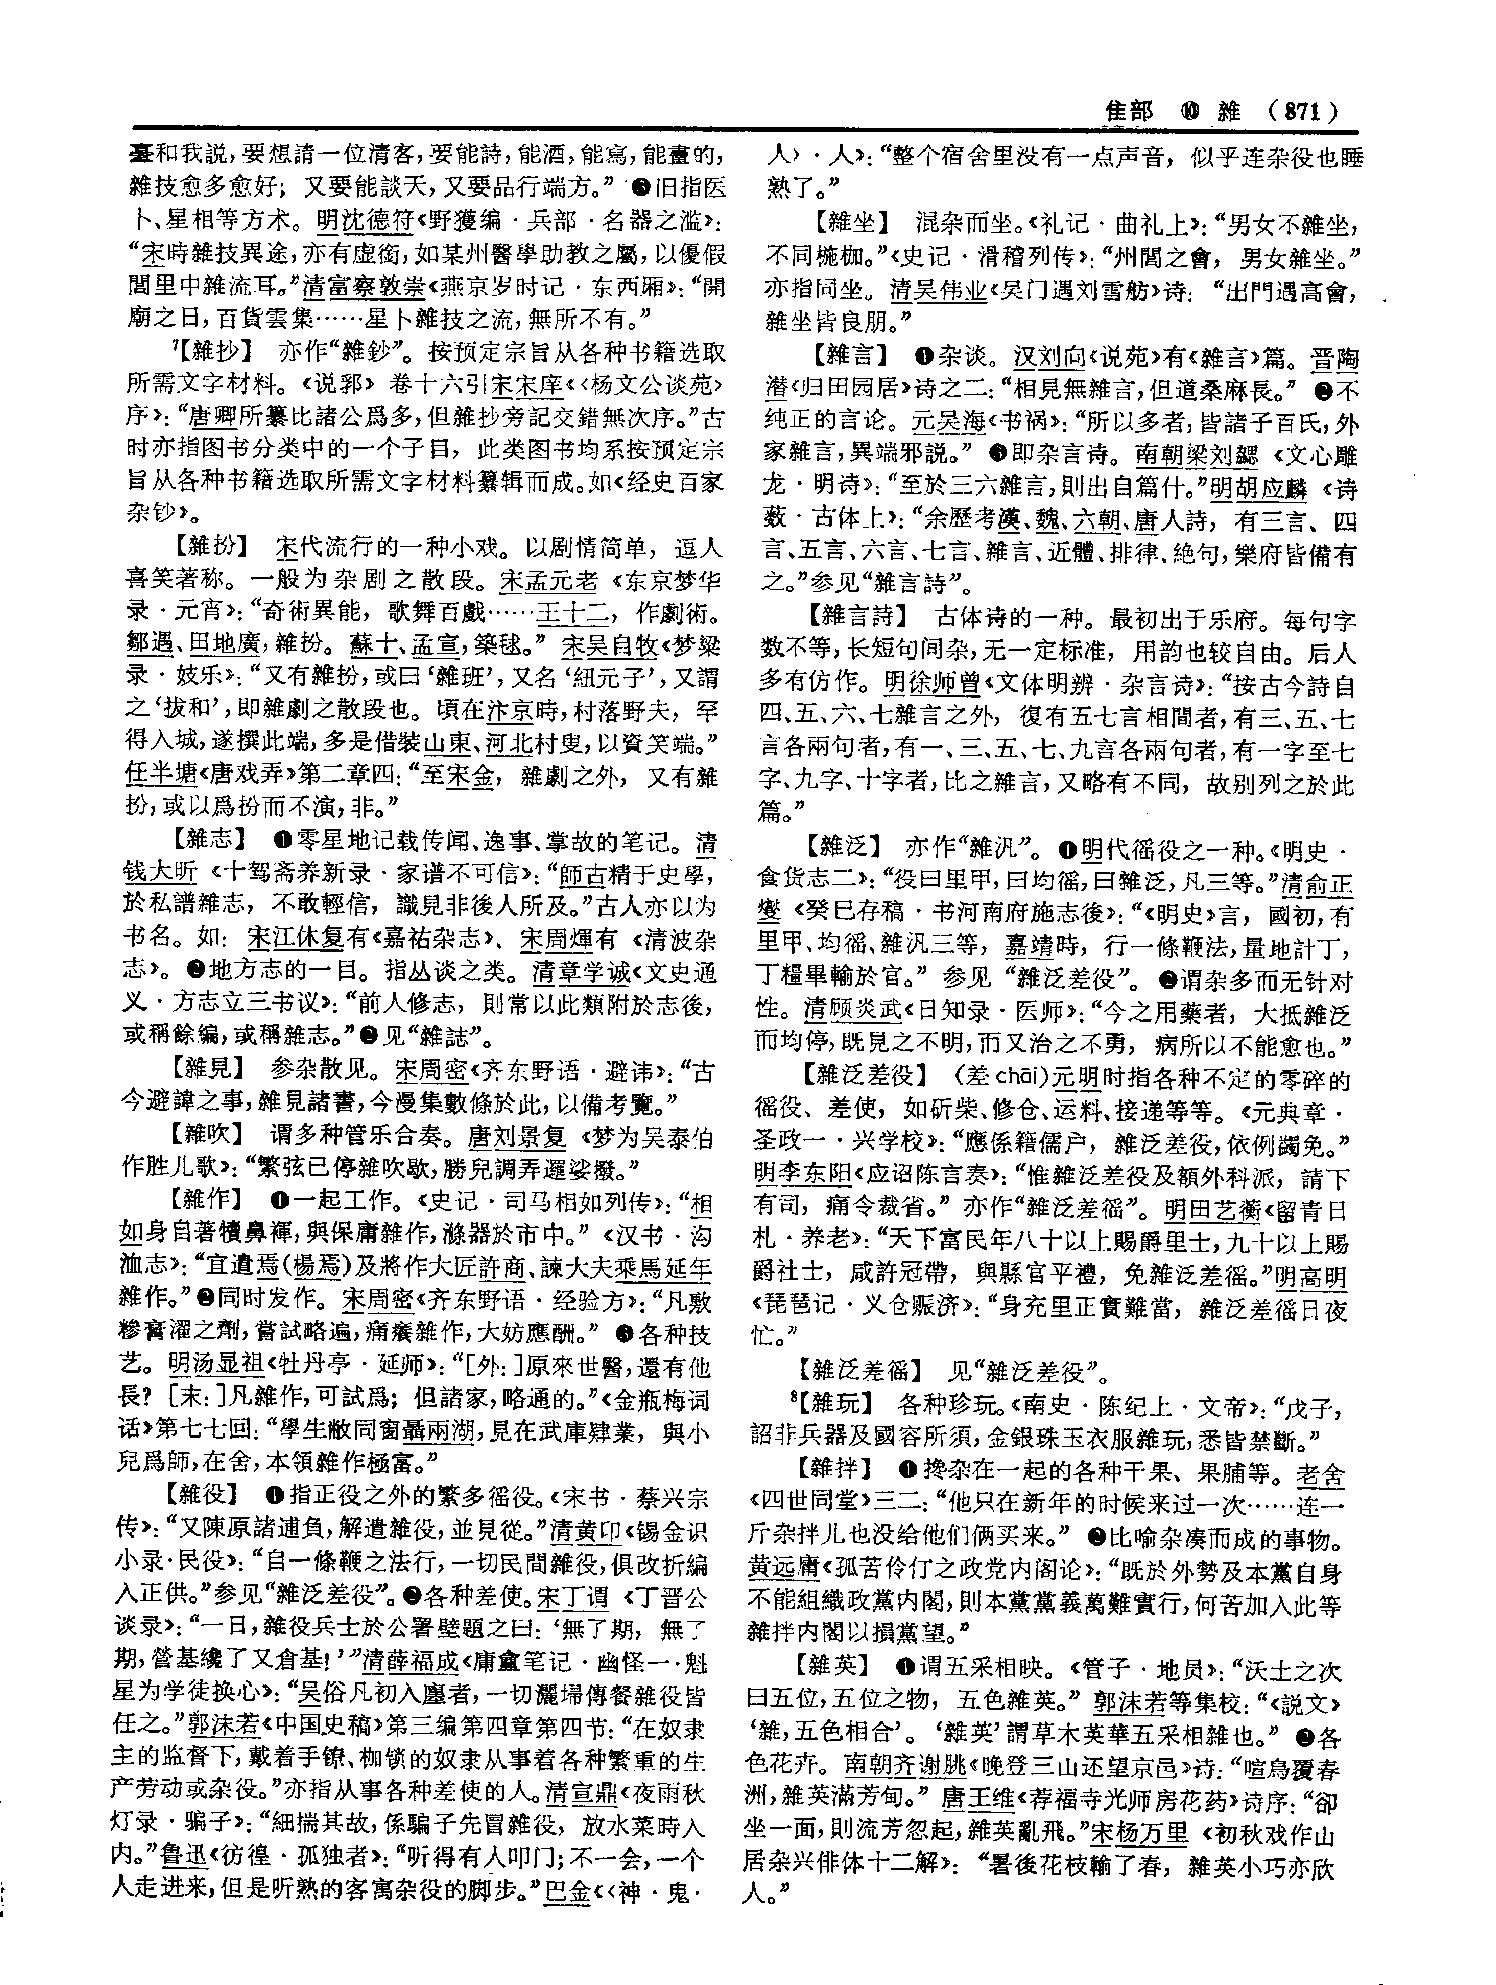 隹部 ⑩ 雜 （871）
臺和我説，要想請一位清客，要能詩，能酒，能寫，能畫的，
雜技愈多愈好；又要能談天，又要品行端方。”❸旧指医
卜、星相等方术。明沈德符《野獲编·兵部·名器之滥》：
“宋時雜技異途，亦有虚銜，如某州醫學助教之屬，以優假
閭里中雜流耳。”清富察敦崇《燕京岁时记·东西厢》：“開
廟之日，百貨雲集……星卜雜技之流，無所不有。”
7【雜抄】 亦作“雜鈔”。按预定宗旨从各种书籍选取
所需文字材料。《说郛》卷十六引宋宋庠《〈杨文公谈苑〉
序》：“唐卿所纂比諸公爲多，但雜抄旁記交錯無次序。”古
时亦指图书分类中的一个子目，此类图书均系按预定宗
旨从各种书籍选取所需文字材料纂辑而成。如《经史百家
杂钞》。
【雜扮】 宋代流行的一种小戏。以剧情简单，逗人
喜笑著称。一般为杂剧之散段。宋孟元老《东京梦华
录·元宵》：“奇術異能，歌舞百戲……王十二，作劇術。
鄒遇、田地廣，雜扮。蘇十、孟宣，築毬。”宋吴自牧《梦粱
录·妓乐》：“又有雜扮，或曰‘雜班’，又名‘紐元子’，又謂
之‘拔和’，即雜劇之散段也。頃在汴京時，村落野夫，罕
得入城，遂撰此端，多是借裝山東、河北村叟，以資笑端。”
任半塘《唐戏弄》第二章四：“至宋金，雜劇之外，又有雜
扮，或以爲扮而不演，非。”
【雜志】 ❶零星地记载传闻、逸事、掌故的笔记。清
钱大昕《十驾斋养新录·家谱不可信》：“師古精于史學，
於私譜雜志，不敢輕信，識見非後人所及。”古人亦以为
书名。如：宋江休复有《嘉祐杂志》、宋周煇有《清波杂
志》。❷地方志的一目。指丛谈之类。清章学诚《文史通
义·方志立三书议》：“前人修志，則常以此類附於志後，
或稱餘編，或稱雜志。”❸见“雜誌”。
【雜見】 参杂散见。宋周密《齐东野语·避讳》：“古
今避諱之事，雜見諸書，今漫集數條於此，以備考覽。”
【雜吹】 谓多种管乐合奏。唐刘景复《梦为吴泰伯
作胜儿歌》：“繁弦已停雜吹歇，勝兒調弄邏娑撥。”
【雜作】 ❶一起工作。《史记·司马相如列传》：“相
如身自著犢鼻褌，與保庸雜作，滌器於市中。”《汉书·沟
洫志》：“宜遣焉（楊焉）及將作大匠許商、諫大夫乘馬延年
雜作。”❷同时发作。宋周密《齐东野语·经验方》：“凡敷
糝膏濯之劑，嘗試略遍，痛癢雜作，大妨應酬。”❸各种技
艺。明汤显祖《牡丹亭·延师》：“［外：］原來世醫，還有他
長？［末：］凡雜作，可試爲；但諸家，略通的。”《金瓶梅词
话》第七七回：“學生敝同窗聶兩湖，見在武庫肄業，與小
兒爲師，在舍，本領雜作極富。”
【雜役】 ❶指正役之外的繁多徭役。《宋书·蔡兴宗
传》：“又陳原諸逋負，解遣雜役，並見從。”清黄印《锡金识
小录·民役》：“自一條鞭之法行，一切民間雜役，俱改折編
入正供。”参见“雜泛差役”。❷各种差使。宋丁谓《丁晋公
谈录》：“一日，雜役兵士於公署壁題之曰：‘無了期，無了
期，營基纔了又倉基！’”清薛福成《庸盦笔记·幽怪一·魁
星为学徒换心》：“吴俗凡初入鏖者，一切灑埽傳餐雜役皆
任之。”郭沫若《中国史稿》第三编第四章第四节：“在奴隶
主的监督下，戴着手镣、枷锁的奴隶从事着各种繁重的生
产劳动或杂役。”亦指从事各种差使的人。清宣鼎《夜雨秋
灯录·骗子》：“細揣其故，係騙子先冒雜役，放水菜時入
内。”鲁迅《彷徨·孤独者》：“听得有人叩门；不一会，一个
人走进来，但是听熟的客寓杂役的脚步。”巴金《〈神·鬼·
人〉·人》：“整个宿舍里没有一点声音，似乎连杂役也睡
熟了。”
【雜坐】 混杂而坐。《礼记·曲礼上》：“男女不雜坐，
不同椸枷。”《史记·滑稽列传》：“州閭之會，男女雜坐。”
亦指同坐。清吴伟业《吴门遇刘雪舫》诗：“出門遇高會，
雜坐皆良朋。”
【雜言】 ❶杂谈。汉刘向《说苑》有《雜言》篇。晋陶
潜《归田园居》诗之二：“相見無雜言，但道桑麻長。”❷不
纯正的言论。元吴海《书祸》：“所以多者，皆諸子百氏，外
家雜言，異端邪説。”❸即杂言诗。南朝梁刘勰《文心雕
龙·明诗》：“至於三六雜言，則出自篇什。”明胡应麟《诗
薮·古体上》：“余歷考漢、魏、六朝、唐人詩，有三言、四
言、五言、六言、七言、雜言、近體、排律、絶句，樂府皆備有
之。”参见“雜言詩”。
【雜言詩】 古体诗的一种。最初出于乐府。每句字
数不等，长短句间杂，无一定标准，用韵也较自由。后人
多有仿作。明徐师曾《文体明辨·杂言诗》：“按古今詩自
四、五、六、七雜言之外，復有五七言相間者，有三、五、七
言各兩句者，有一、三、五、七、九言各兩句者，有一字至七
字、九字、十字者，比之雜言，又略有不同，故别列之於此
篇。”
【雜泛】 亦作“雜汎”。❶明代徭役之一种。《明史·
食货志二》：“役曰里甲，曰均徭，曰雜泛，凡三等。”清俞正
燮《癸巳存稿·书河南府施志後》：“《明史》言，國初，有
里甲、均徭、雜汎三等，嘉靖時，行一條鞭法，量地計丁，
丁糧畢輸於官。”参见“雜泛差役”。❷谓杂多而无针对
性。清顾炎武《日知录·医师》：“今之用藥者，大抵雜泛
而均停，既見之不明，而又治之不勇，病所以不能愈也。”
【雜泛差役】 （差chāi）元明时指各种不定的零碎的
徭役、差使，如斫柴、修仓、运料、接递等等。《元典章·
圣政一·兴学校》：“應係籍儒户，雜泛差役，依例蠲免。”
明李东阳《应诏陈言奏》：“惟雜泛差役及額外科派，請下
有司，痛令裁省。”亦作“雜泛差徭”。明田艺蘅《留青日
札·养老》：“天下富民年八十以上賜爵里士，九十以上賜
爵社士，咸許冠帶，與縣官平禮，免雜泛差徭。”明高明
《琵琶记·义仓赈济》：“身充里正實難當，雜泛差徭日夜
忙。”
【雜泛差徭】 见“雜泛差役”。
8【雜玩】 各种珍玩。《南史·陈纪上·文帝》：“戊子，
詔非兵器及國容所須，金銀珠玉衣服雜玩，悉皆禁斷。”
【雜拌】 ❶搀杂在一起的各种干果、果脯等。老舍
《四世同堂》三二：“他只在新年的时候来过一次……连一
斤杂拌儿也没给他们俩买来。”❷比喻杂凑而成的事物。
黄远庸《孤苦伶仃之政党内阁论》：“既於外勢及本黨自身
不能組織政黨内閣，則本黨黨義萬難實行，何苦加入此等
雜拌内閣以損黨望。”
【雜英】 ❶谓五采相映。《管子·地员》：“沃土之次
曰五位，五位之物，五色雜英。”郭沫若等集校：“《説文》
‘雜，五色相合’。‘雜英’謂草木英華五采相雜也。”❷各
色花卉。南朝齐谢朓《晚登三山还望京邑》诗：“喧鳥覆春
洲，雜英滿芳甸。”唐王维《荐福寺光师房花药》诗序：“卻
坐一面，則流芳忽起，雜英亂飛。”宋杨万里《初秋戏作山
居杂兴俳体十二解》：“暑後花枝輸了春，雜英小巧亦欣
人。”